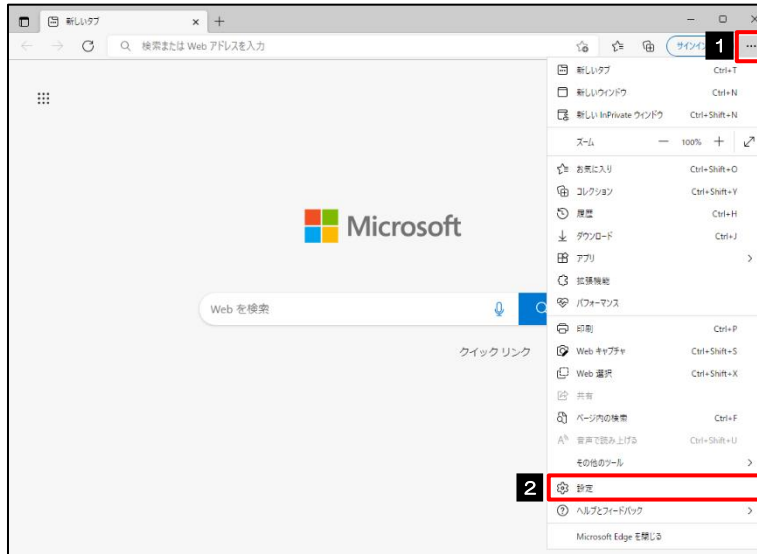 新しいタブ
検索または Web アドレスを入力
サインイン
1
新しいタブ Ctrl+T
新しいウィンドウ Ctrl+N
新しい InPrivate ウィンドウ Ctrl+Shift+N
ズーム 100%
お気に入り Ctrl+Shift+O
コレクション Ctrl+Shift+Y
履歴 Ctrl+H
ダウンロード Ctrl+J
アプリ
拡張機能
パフォーマンス
印刷 Ctrl+P
Web キャプチャ Ctrl+Shift+S
Web 選択 Ctrl+Shift+X
共有
ページ内の検索 Ctrl+F
音声で読み上げる Ctrl+Shift+U
その他のツール
2 設定
ヘルプとフィードバック
Microsoft Edge を閉じる
Microsoft
Web を検索
クイック リンク